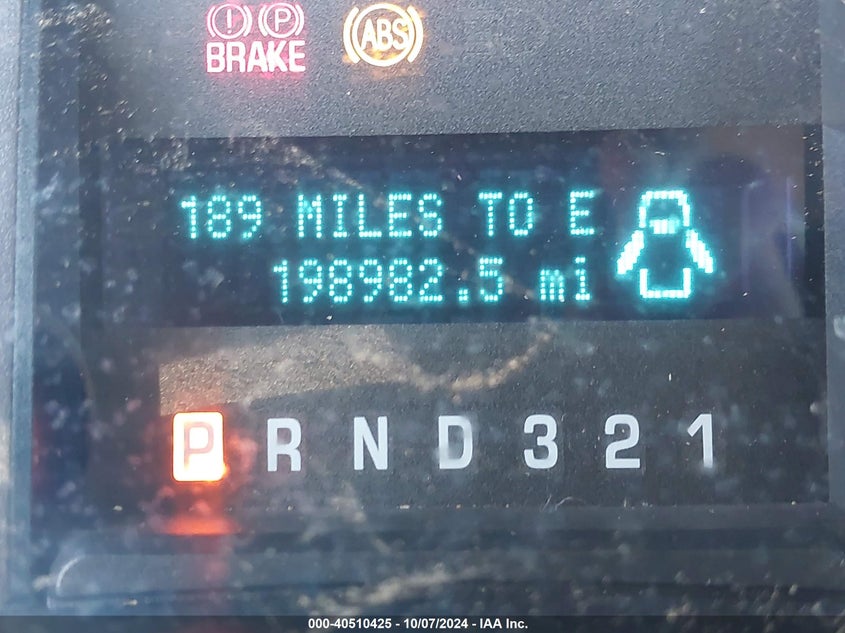 ! P
BRAKE
ABS
189 MILES TO E
198982.5 mi
P R N D 3 2 1
000-40510425 - 10/07/2024 - IAA Inc.